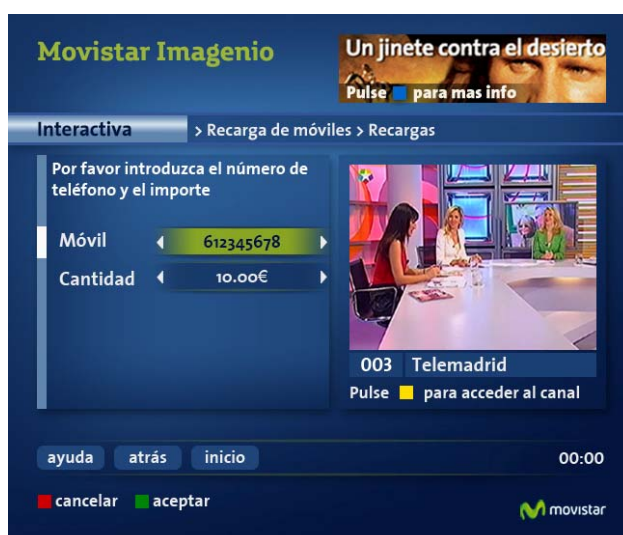 Movistar Imagenio
Un jinete contra el desierto
Pulse para mas info
Interactiva > Recarga de móviles > Recargas
Por favor introduzca el número de
teléfono y el importe
Móvil 612345678
Cantidad 10.00€
003 Telemadrid
Pulse para acceder al canal
ayuda atrás inicio 00:00
cancelar aceptar
movistar